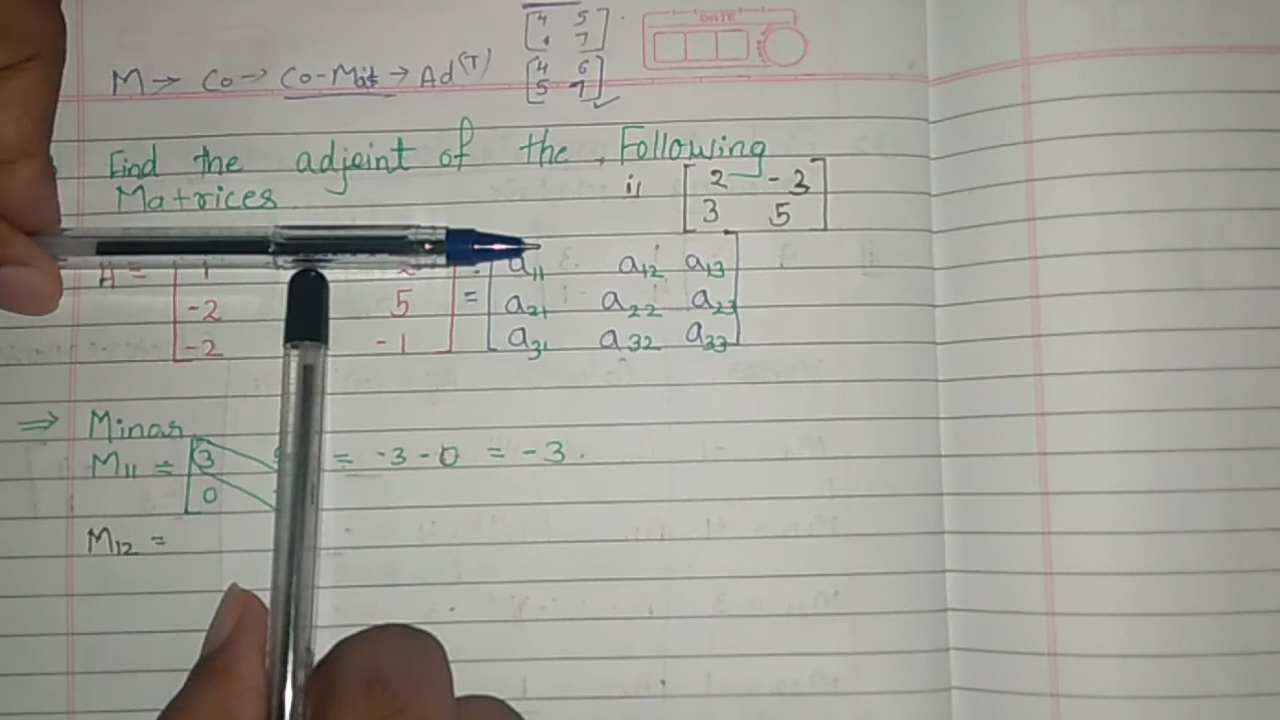 4 5
7
DATE
M → Co → Co-Mat → Ad(T)
4 6
5 7
Find the adjoint of the Following
Matrices
i) 2 -3
3 5
A = 1 = a11 a12 a13
-2 5 = a21 a22 a23
-2 -1 a31 a32 a33
⇒ Minar
M11 = 3 = -3 - 0 = -3.
0
M12 =